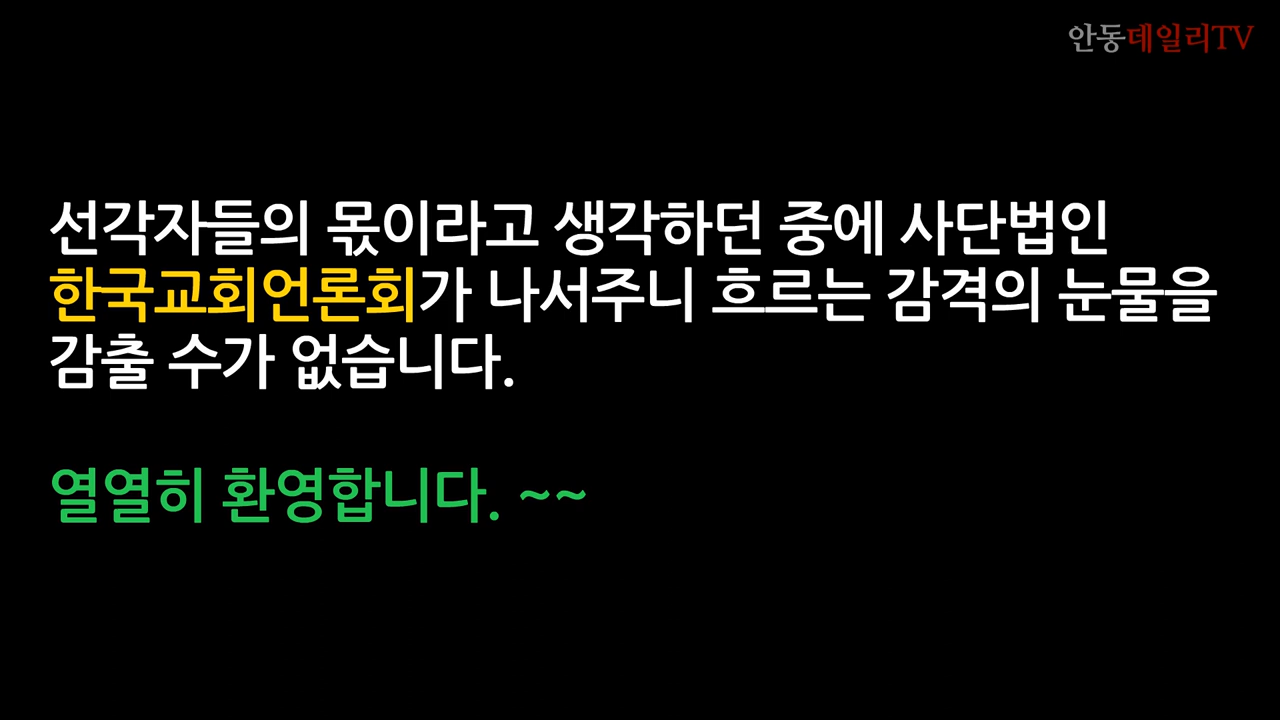 안동데일리TV
선각자들의 몫이라고 생각하던 중에 사단법인
한국교회언론회가 나서주니 흐르는 감격의 눈물을
감출 수가 없습니다.
열열히 환영합니다. ~~